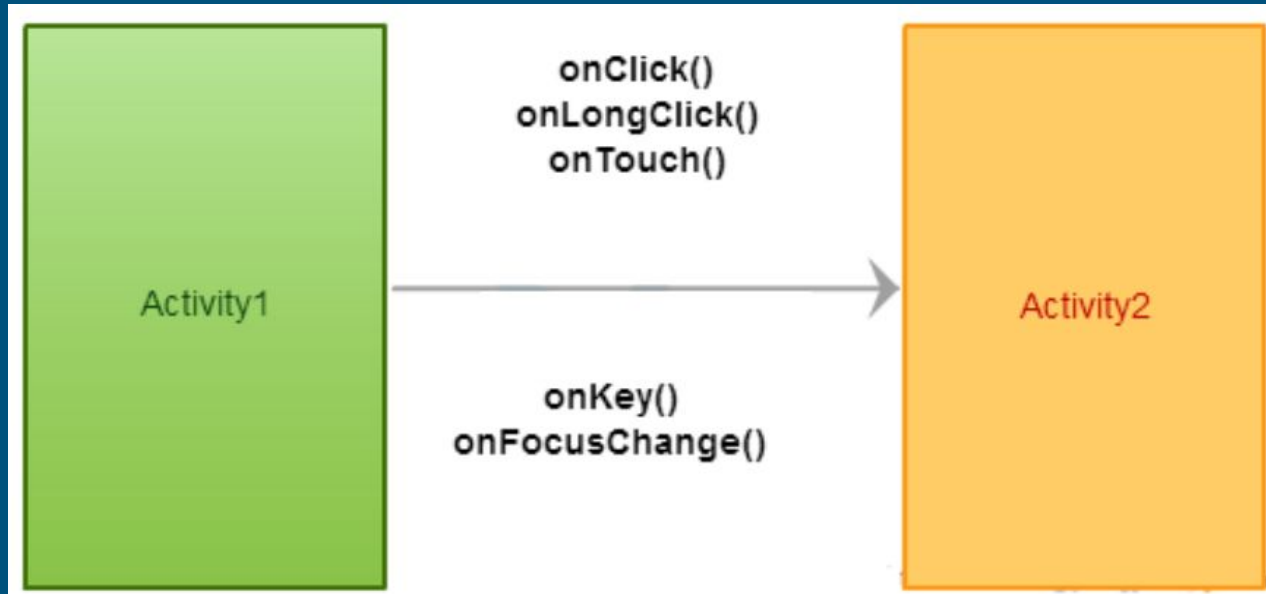 onClick()
onLongClick()
onTouch()
Activity1
Activity2
onKey()
onFocusChange()